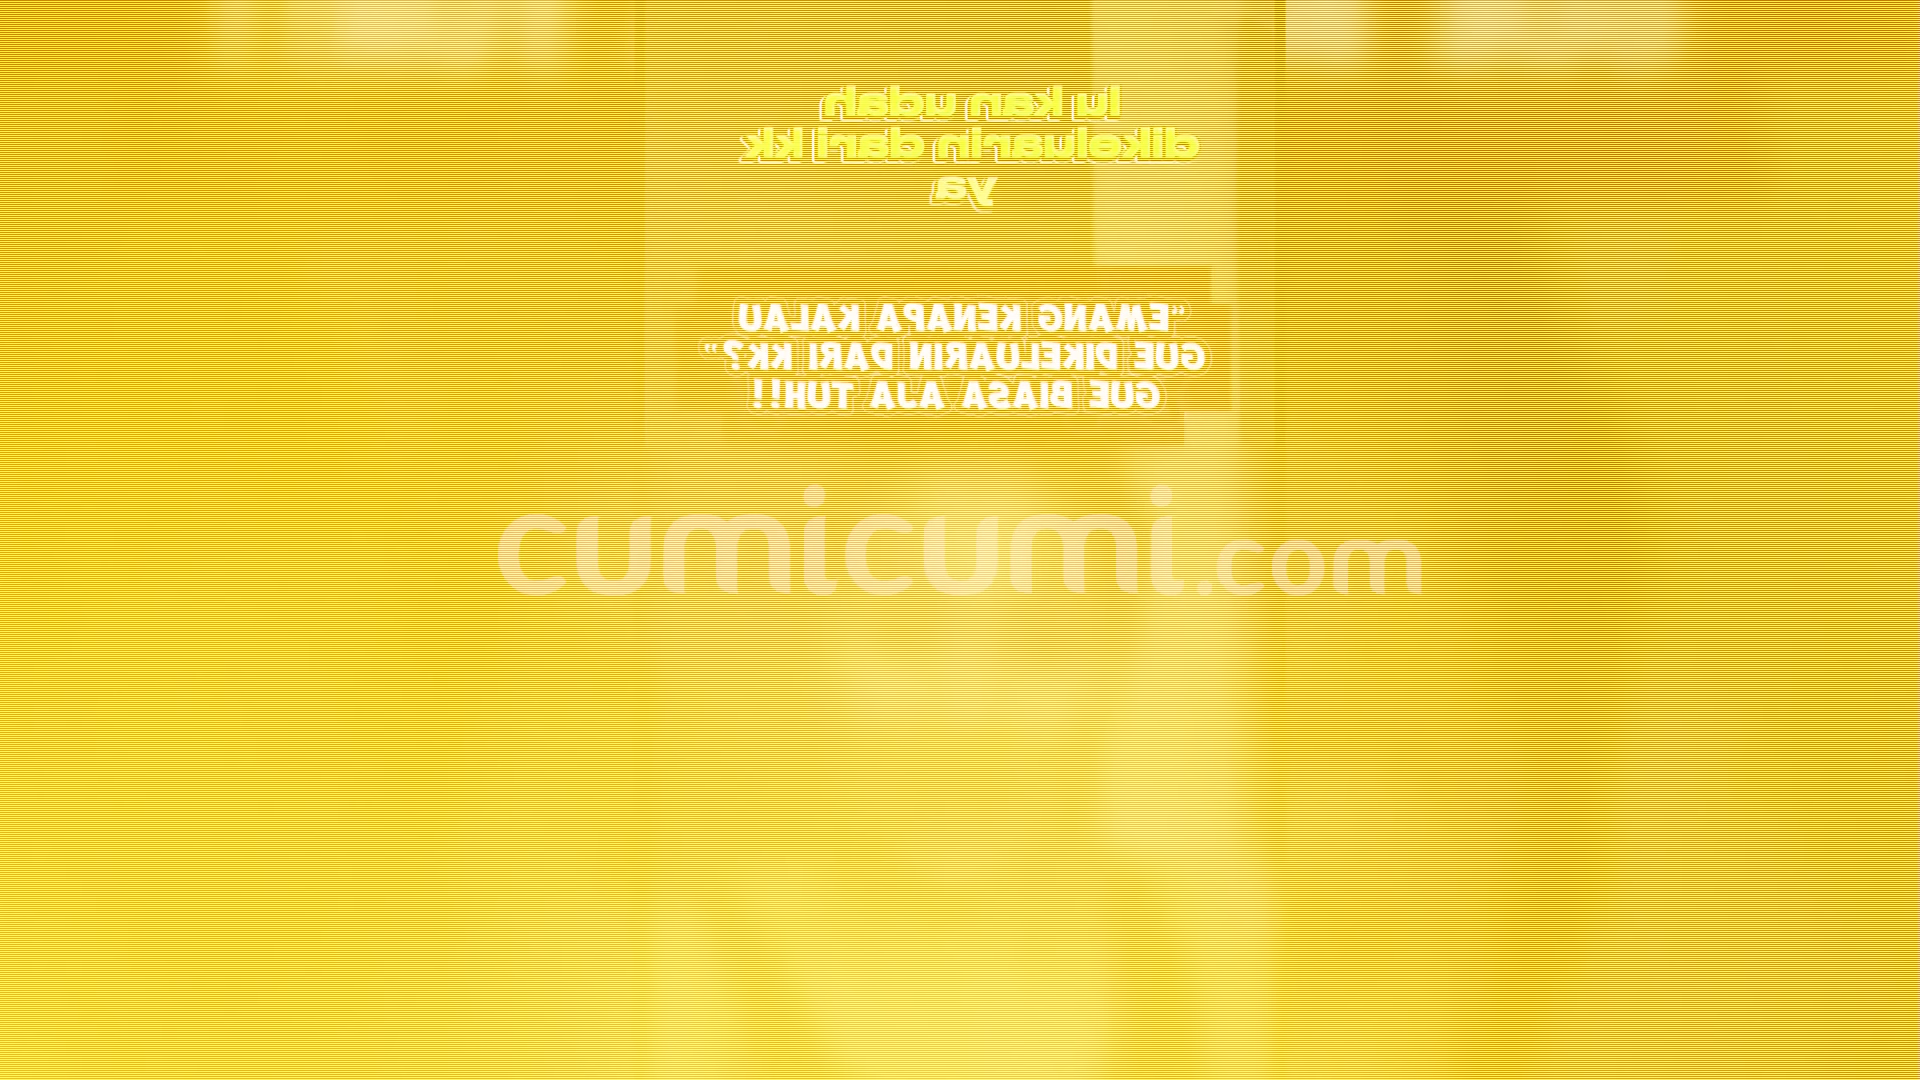 lu kan udah
dikeluarin dari kk
ya
“EMANG KENAPA KALAU
GUE DIKELUARIN DARI KK?”
GUE BIASA AJA TUH!!!
cumicumi.com